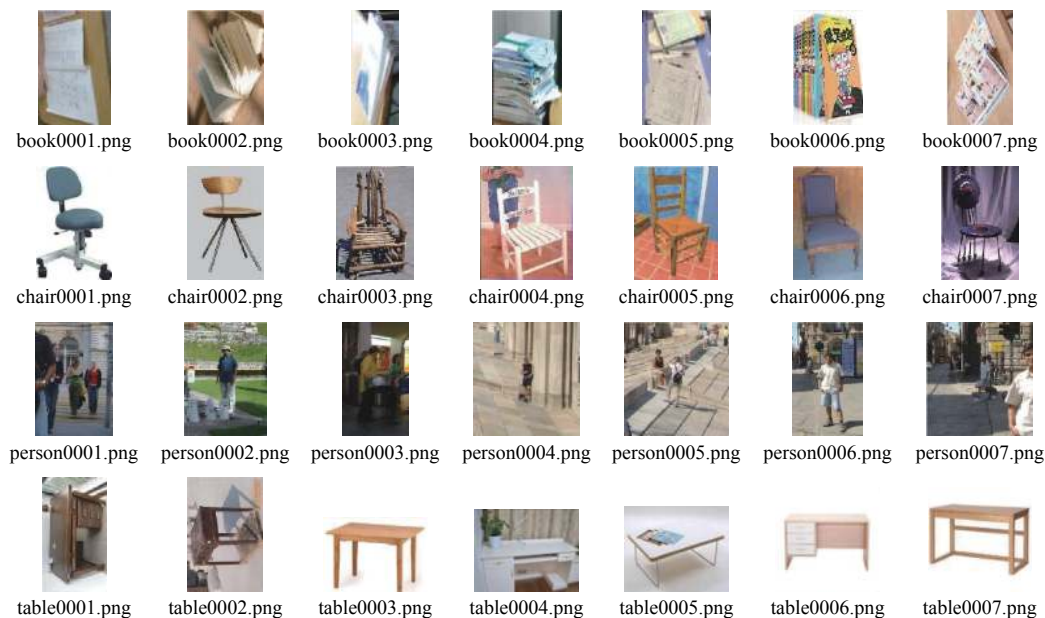 book0001.png book0002.png book0003.png book0004.png book0005.png book0006.png book0007.png
chair0001.png chair0002.png chair0003.png chair0004.png chair0005.png chair0006.png chair0007.png
person0001.png person0002.png person0003.png person0004.png person0005.png person0006.png person0007.png
table0001.png table0002.png table0003.png table0004.png table0005.png table0006.png table0007.png